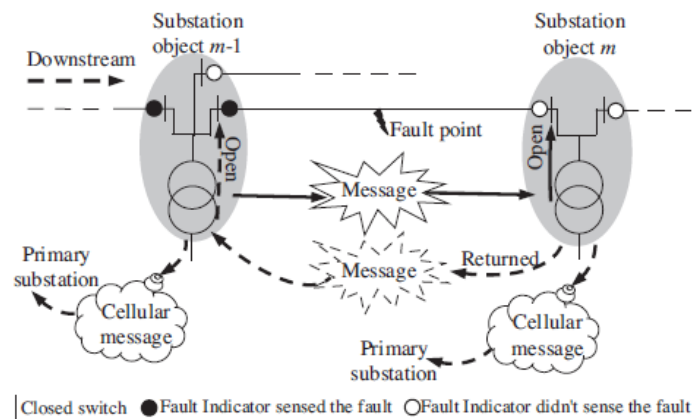 Substation
object m-1
Substation
object m
Downstream
Fault point
Open
Open
Message
Message
Returned
Primary
substation
Cellular
message
Cellular
message
Primary
substation
Closed switch Fault Indicator sensed the fault Fault Indicator didn't sense the fault